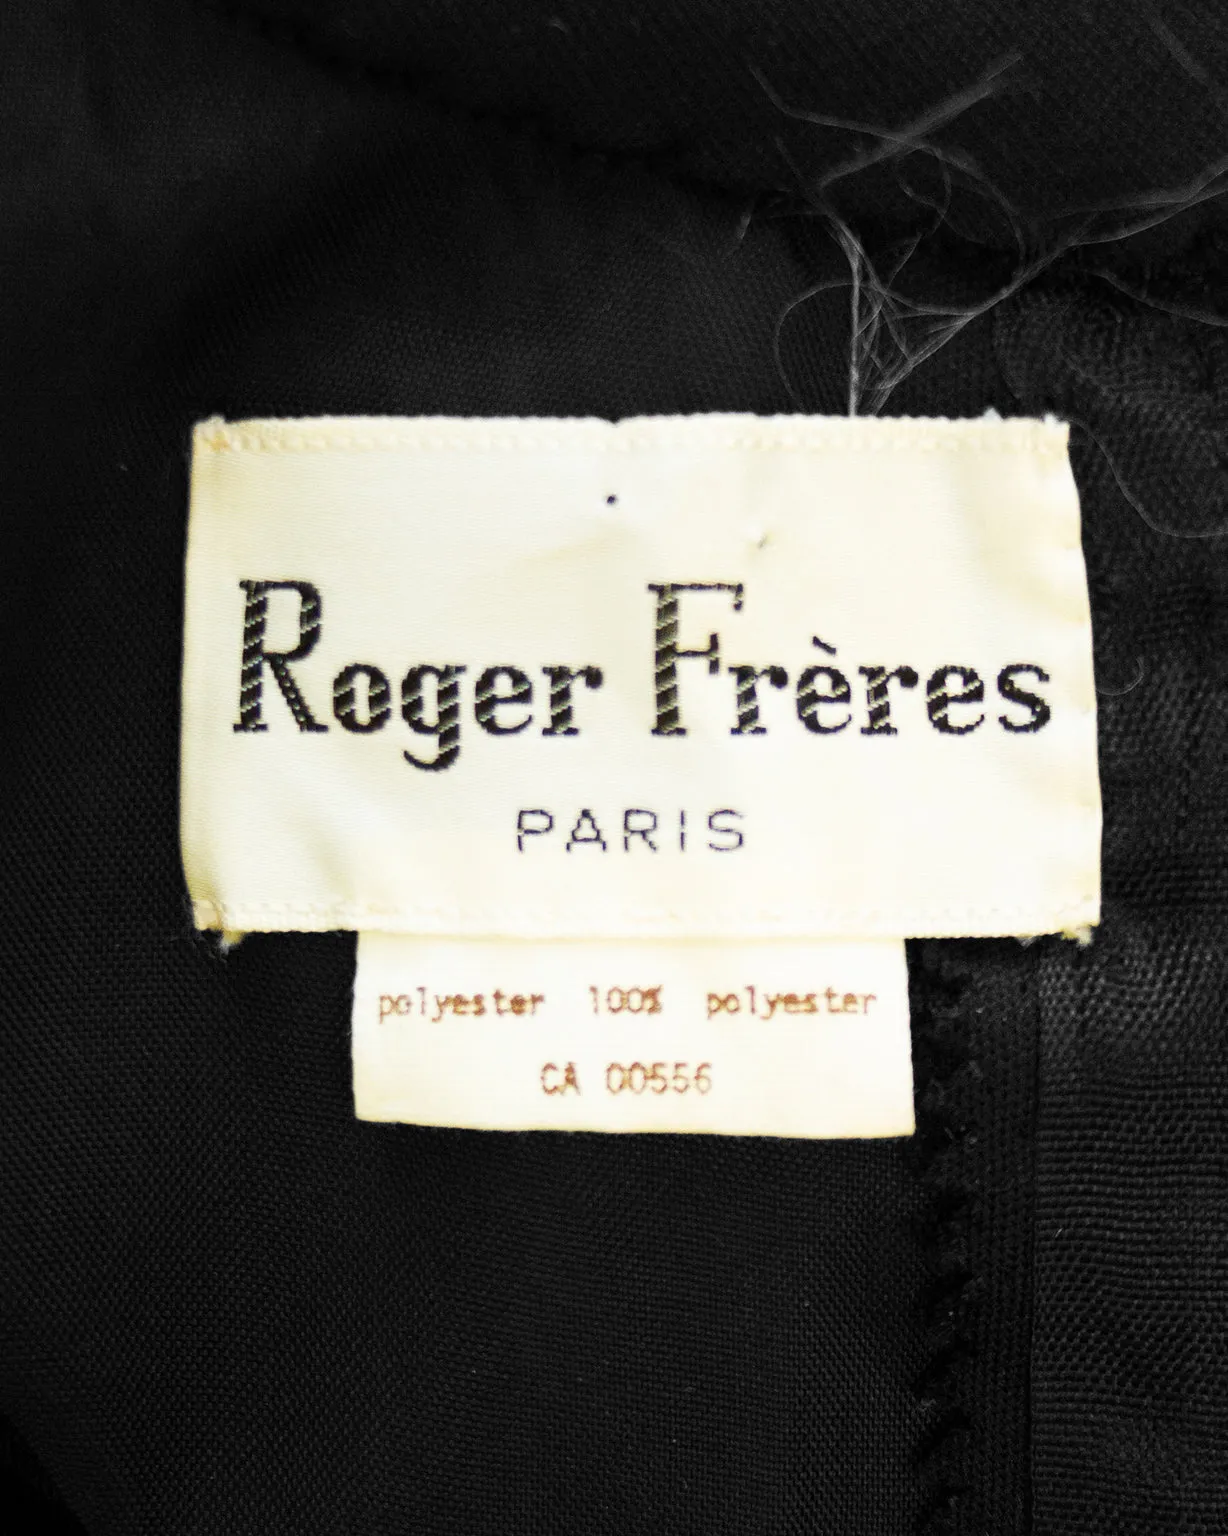 Roger Frères
PARIS
polyester 100% polyester
CA 00556